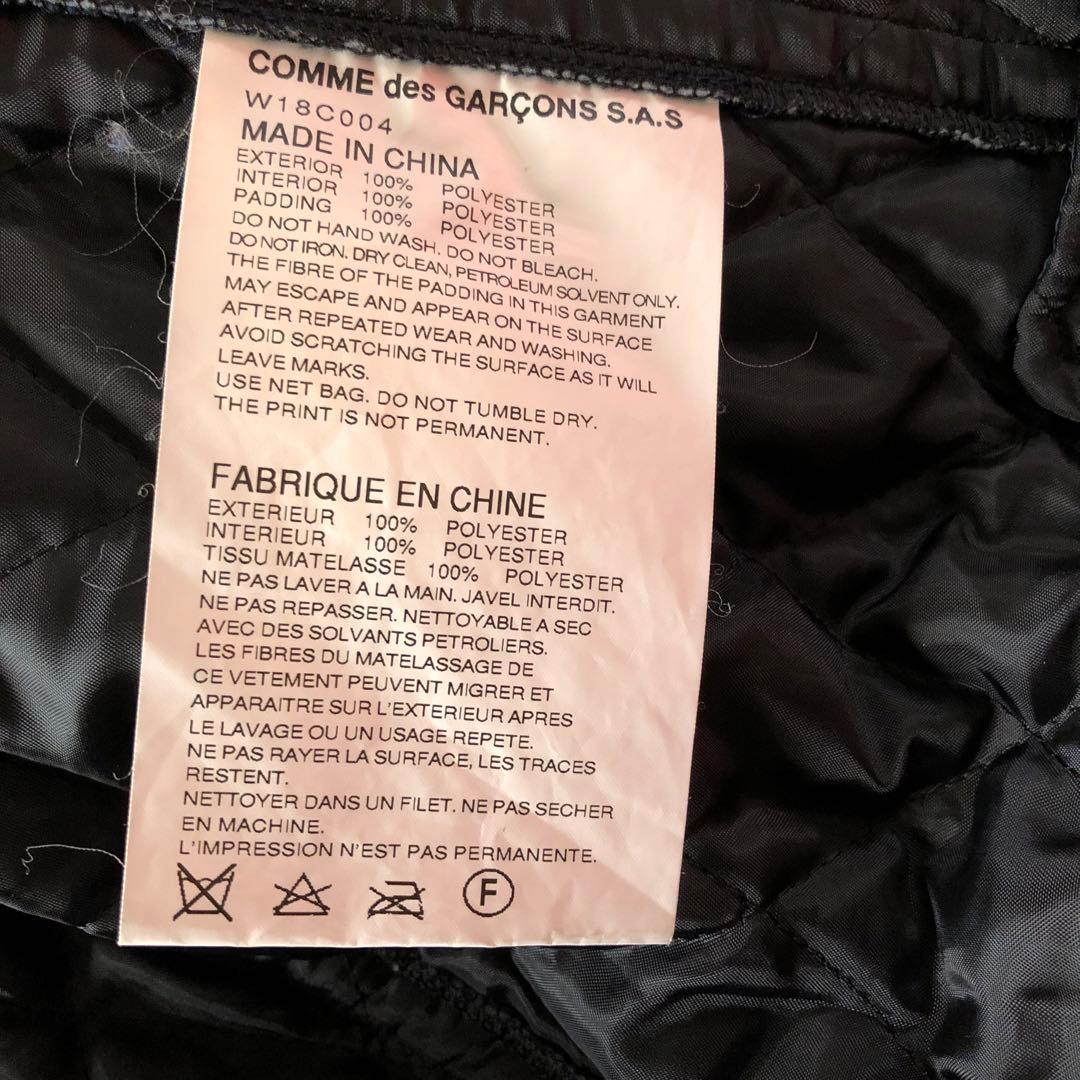 COMME des GARÇONS S.A.S
W18C004
MADE IN CHINA
EXTERIOR 100% POLYESTER
INTERIOR 100% POLYESTER
PADDING 100% POLYESTER
DO NOT HAND WASH. DO NOT BLEACH.
DO NOT IRON. DRY CLEAN, PETROLEUM SOLVENT ONLY.
THE FIBRE OF THE PADDING IN THIS GARMENT
MAY ESCAPE AND APPEAR ON THE SURFACE
AFTER REPEATED WEAR AND WASHING.
AVOID SCRATCHING THE SURFACE AS IT WILL
LEAVE MARKS.
USE NET BAG. DO NOT TUMBLE DRY.
THE PRINT IS NOT PERMANENT.
FABRIQUE EN CHINE
EXTERIEUR 100% POLYESTER
INTERIEUR 100% POLYESTER
TISSU MATELASSE 100% POLYESTER
NE PAS LAVER A LA MAIN. JAVEL INTERDIT.
NE PAS REPASSER. NETTOYABLE A SEC
AVEC DES SOLVANTS PETROLIERS.
LES FIBRES DU MATELASSAGE DE
CE VETEMENT PEUVENT MIGRER ET
APPARAITRE SUR L'EXTERIEUR APRES
LE LAVAGE OU UN USAGE REPETE.
NE PAS RAYER LA SURFACE, LES TRACES
RESTENT.
NETTOYER DANS UN FILET. NE PAS SECHER
EN MACHINE.
L'IMPRESSION N'EST PAS PERMANENTE.
F